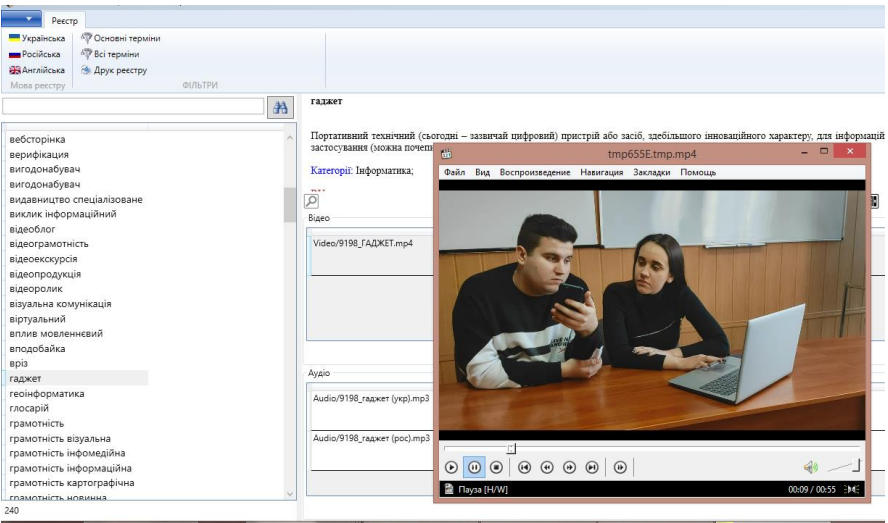 Реєстр
Українська
Російська
Англійська
Мова реєстру
Основні терміни
Всі терміни
Друк реєстру
ФІЛЬТРИ
вебсторінка
верифікация
вигодонабувач
вигодонабувач
видавництво спеціалізоване
виклик інформаційний
відеоблог
відеограмотність
відеоекскурсія
відеопродукція
відеоролик
візуальна комунікація
віртуальний
вплив мовленнєвий
вподобайка
вріз
гаджет
геоінформатика
глосарій
грамотність
грамотність візуальна
грамотність інфомедійна
грамотність інформаційна
грамотність картографічна
грамотність новинна
240
гаджет
Портативний технічний (сьогодні – зазвичай цифровий) пристрій або засіб, здебільшого інноваційного характеру, для інформацій
застосування (можна
Категорії: Інформатика;
Відео
Video/9198_ГАДЖЕТ.mp4
Аудіо
Audio/9198_гаджет (укр).mp3
Audio/9198_гаджет (рос).mp3
tmp655E.tmp.mp4
Файл Вид Воспроизведение Навигация Закладки Помощь
Пауза [H/W]
00:09 / 00:55